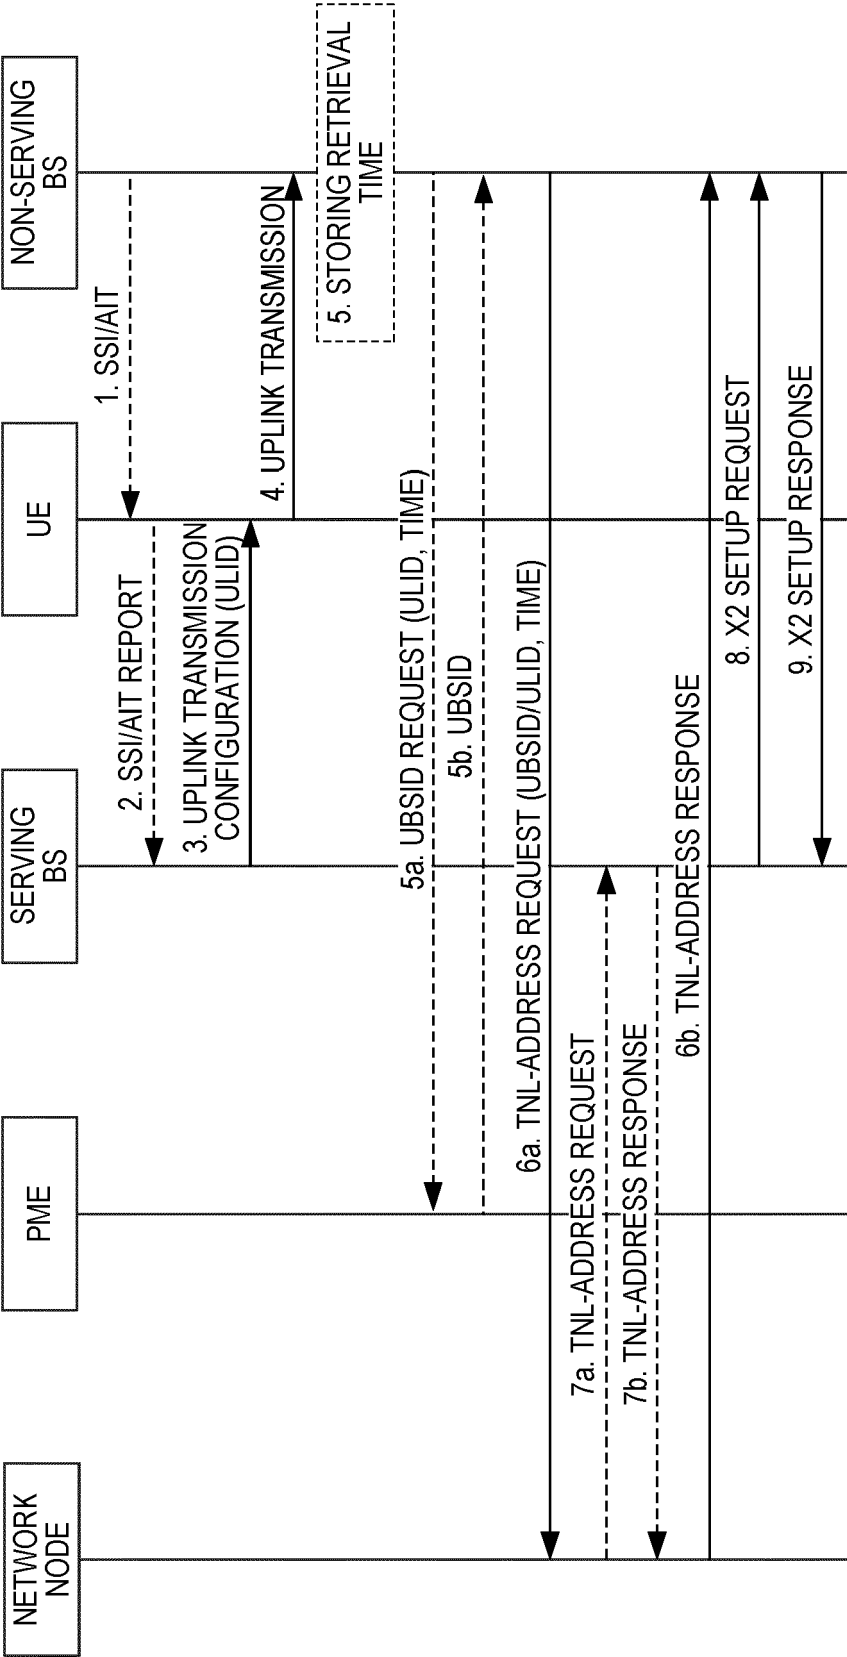 NETWORK
NODE
PME
SERVING
BS
UE
NON-SERVING
BS
1. SSI/AIT
2. SSI/AIT REPORT
3. UPLINK TRANSMISSION
CONFIGURATION (ULID)
4. UPLINK TRANSMISSION
5. STORING RETRIEVAL
TIME
5a. UBSID REQUEST (ULID, TIME)
5b. UBSID
6a. TNL-ADDRESS REQUEST (UBSID/ULID, TIME)
7a. TNL-ADDRESS REQUEST
7b. TNL-ADDRESS RESPONSE
6b. TNL-ADDRESS RESPONSE
8. X2 SETUP REQUEST
9. X2 SETUP RESPONSE